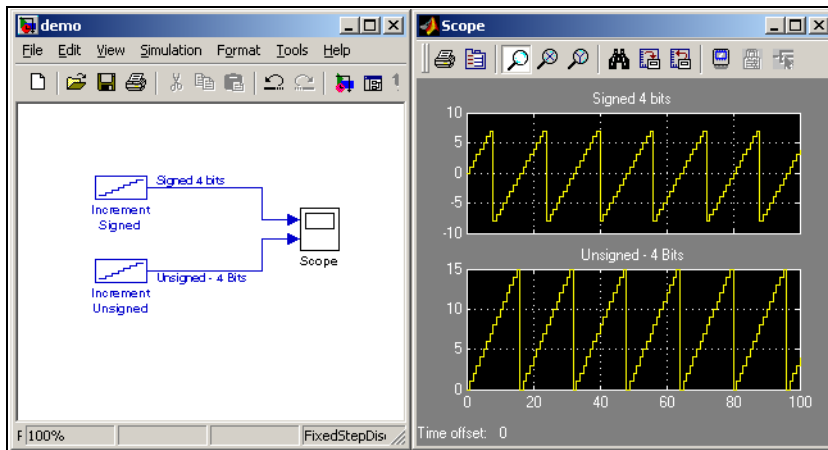 demo
File Edit View Simulation Format Tools Help
Signed 4 bits
Increment
Signed
Scope
Unsigned - 4 Bits
Increment
Unsigned
F 100%
FixedStepDis
Scope
Signed 4 bits
10
5
0
-5
-10
Unsigned - 4 Bits
15
10
5
0
0 20 40 60 80 100
Time offset: 0